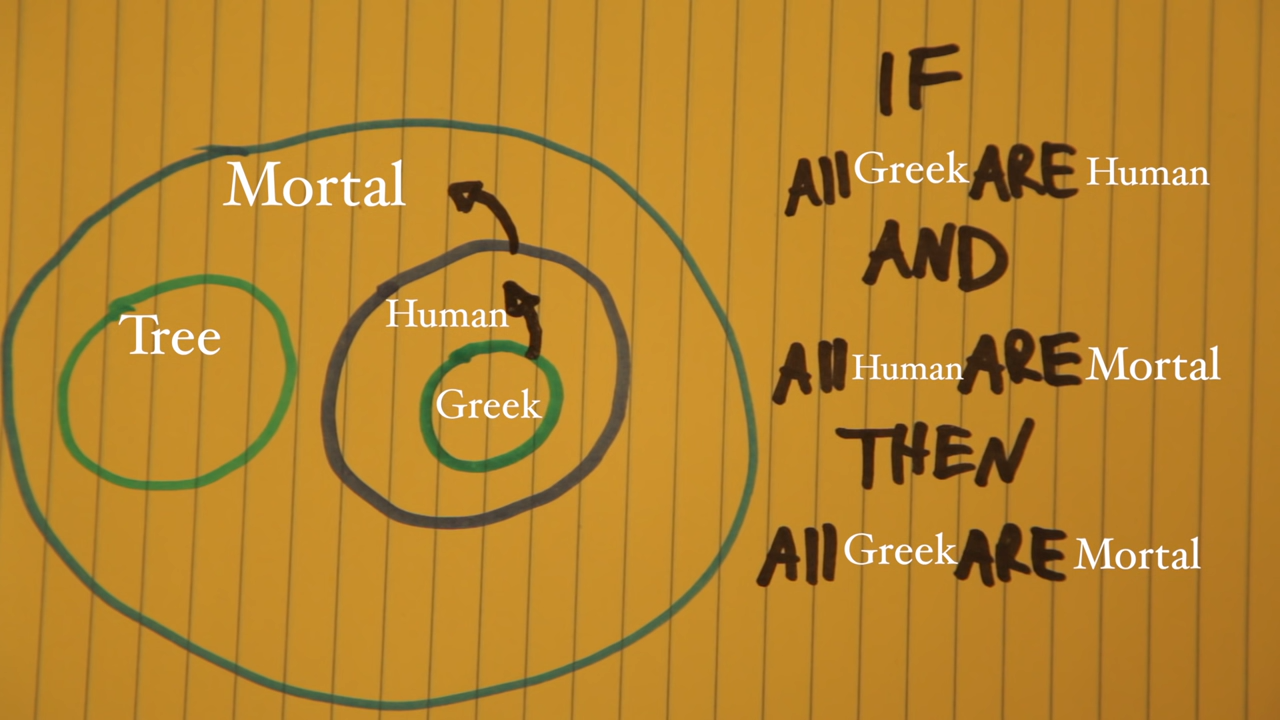 Mortal
Tree
Human
Greek
IF
All Greek ARE Human
AND
All Human ARE Mortal
THEN
All Greek ARE Mortal